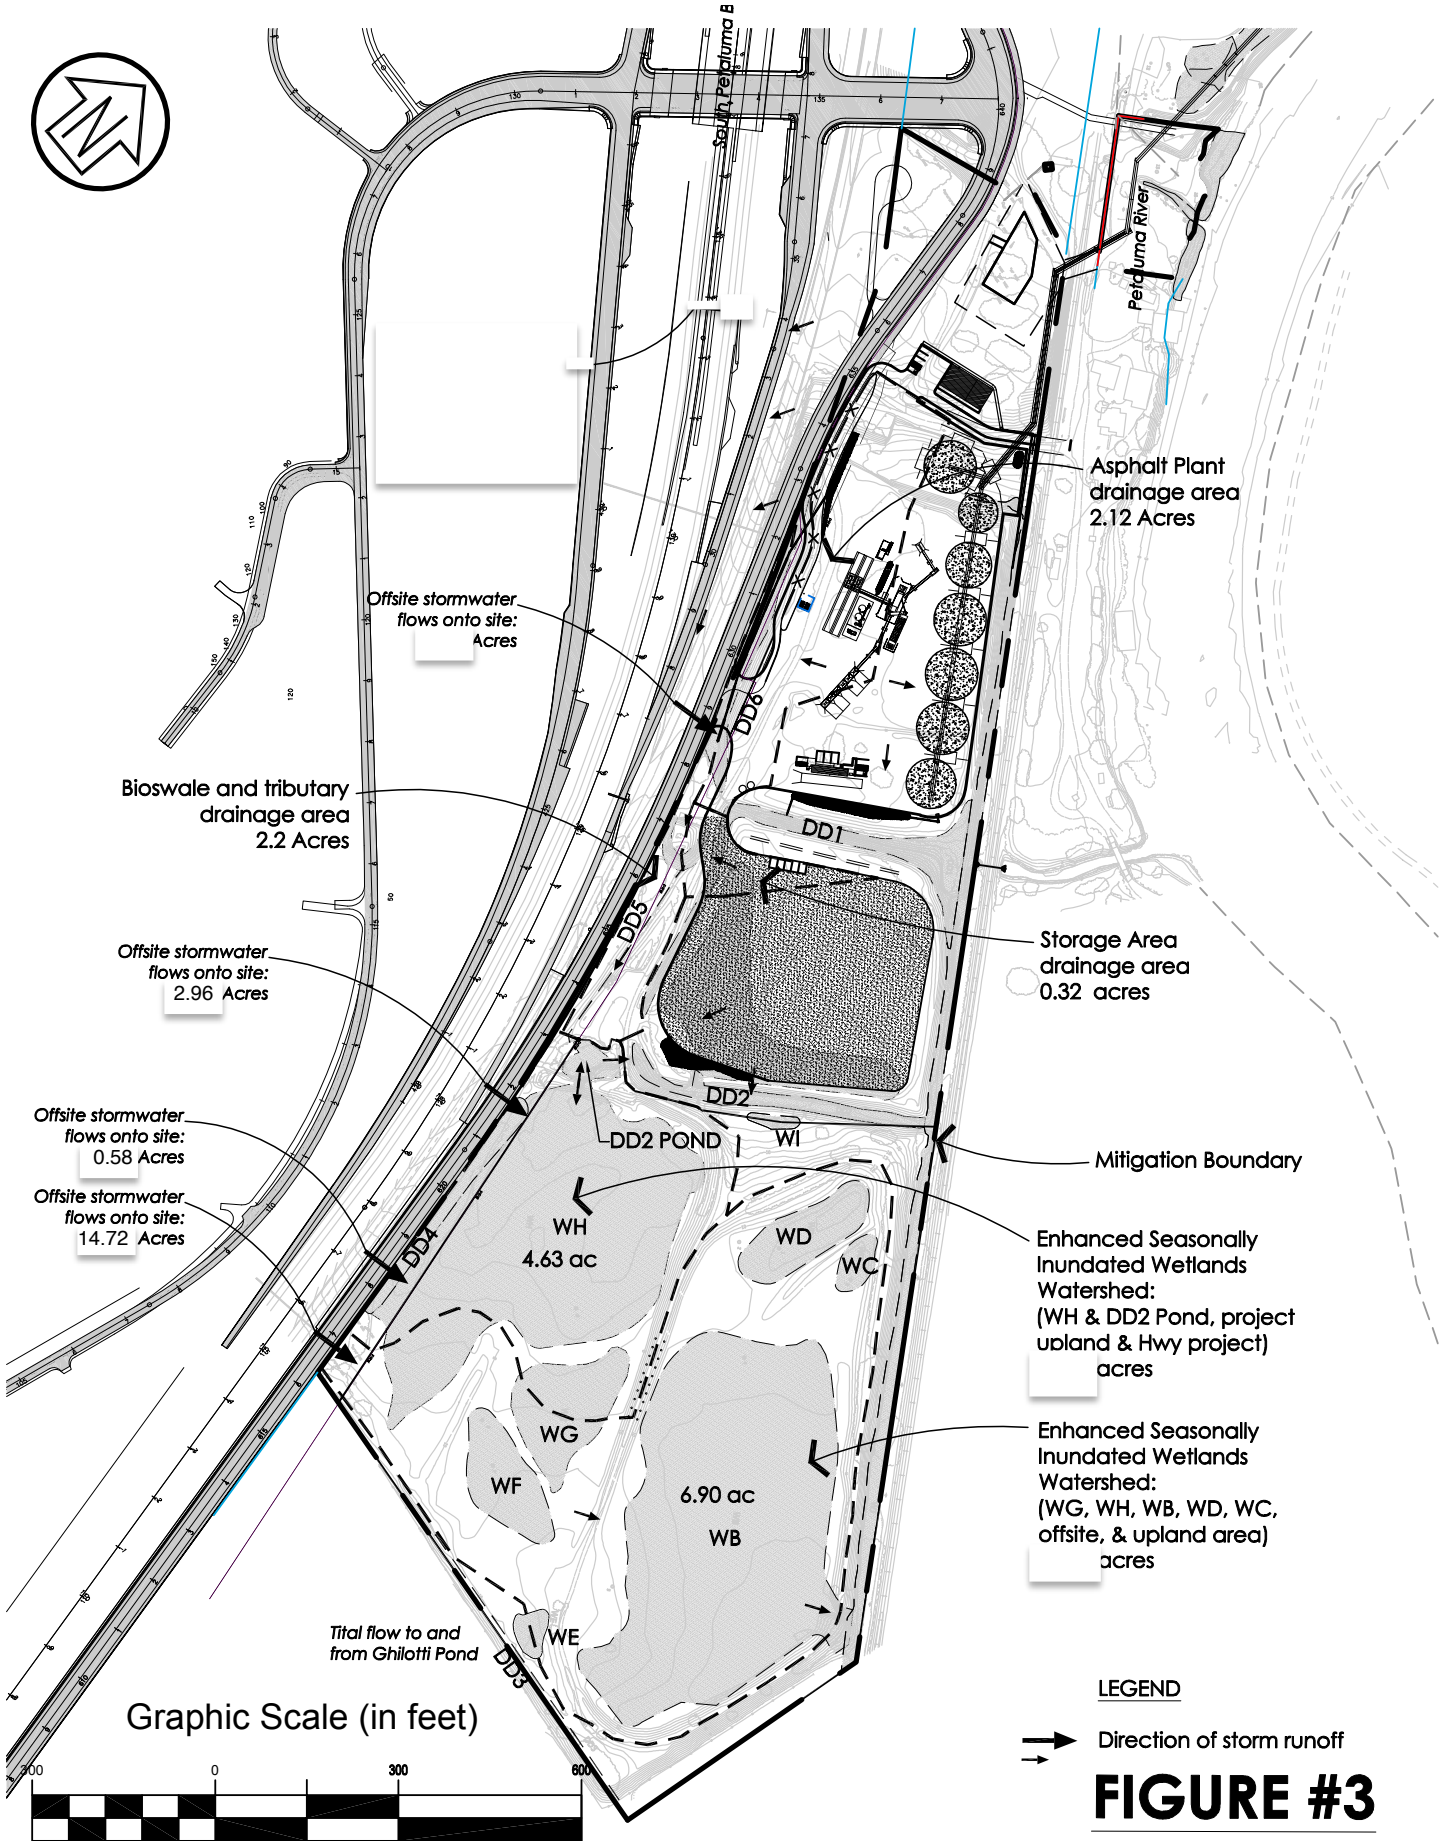 South, Petaluma B
N
Petaluma River
Asphalt Plant
drainage area
2.12 Acres
Offsite stormwater
flows onto site:
Acres
DD6
Bioswale and tributary
drainage area
2.2 Acres
DD1
DD5
Offsite stormwater
flows onto site:
2.96 Acres
Storage Area
drainage area
0.32 acres
DD2
WI
DD2 POND
Offsite stormwater
flows onto site:
0.58 Acres
Mitigation Boundary
Offsite stormwater
flows onto site:
14.72 Acres
DD4
WH
4.63 ac
WD
WC
Enhanced Seasonally
Inundated Wetlands
Watershed:
(WH & DD2 Pond, project
upland & Hwy project)
acres
WG
WF
6.90 ac
WB
Enhanced Seasonally
Inundated Wetlands
Watershed:
(WG, WH, WB, WD, WC,
offsite, & upland area)
acres
WE
DD3
Tital flow to and
from Ghilotti Pond
Graphic Scale (in feet)
300 0 300 600
LEGEND
Direction of storm runoff
FIGURE #3